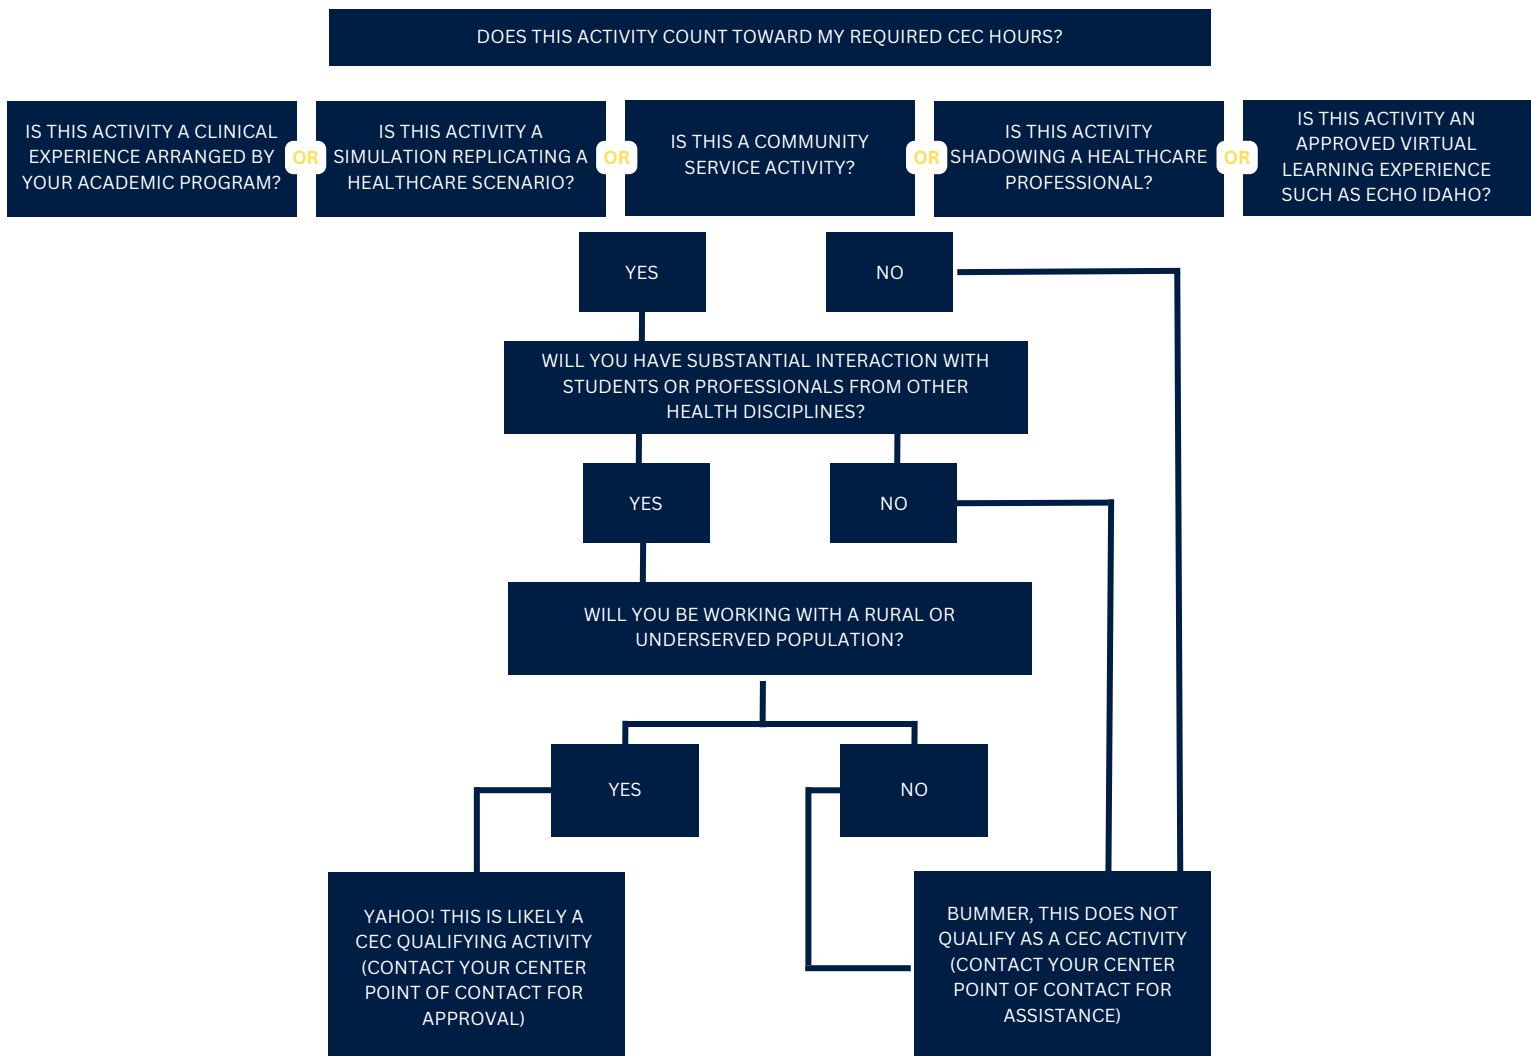 DOES THIS ACTIVITY COUNT TOWARD MY REQUIRED CEC HOURS?
IS THIS ACTIVITY A CLINICAL
EXPERIENCE ARRANGED BY
YOUR ACADEMIC PROGRAM?
OR
IS THIS ACTIVITY A
SIMULATION REPLICATING A
HEALTHCARE SCENARIO?
OR
IS THIS A COMMUNITY
SERVICE ACTIVITY?
OR
IS THIS ACTIVITY
SHADOWING A HEALTHCARE
PROFESSIONAL?
OR
IS THIS ACTIVITY AN
APPROVED VIRTUAL
LEARNING EXPERIENCE
SUCH AS ECHO IDAHO?
YES
NO
WILL YOU HAVE SUBSTANTIAL INTERACTION WITH
STUDENTS OR PROFESSIONALS FROM OTHER
HEALTH DISCIPLINES?
YES
NO
WILL YOU BE WORKING WITH A RURAL OR
UNDERSERVED POPULATION?
YES
NO
YAHOO! THIS IS LIKELY A
CEC QUALIFYING ACTIVITY
(CONTACT YOUR CENTER
POINT OF CONTACT FOR
APPROVAL)
BUMMER, THIS DOES NOT
QUALIFY AS A CEC ACTIVITY
(CONTACT YOUR CENTER
POINT OF CONTACT FOR
ASSISTANCE)